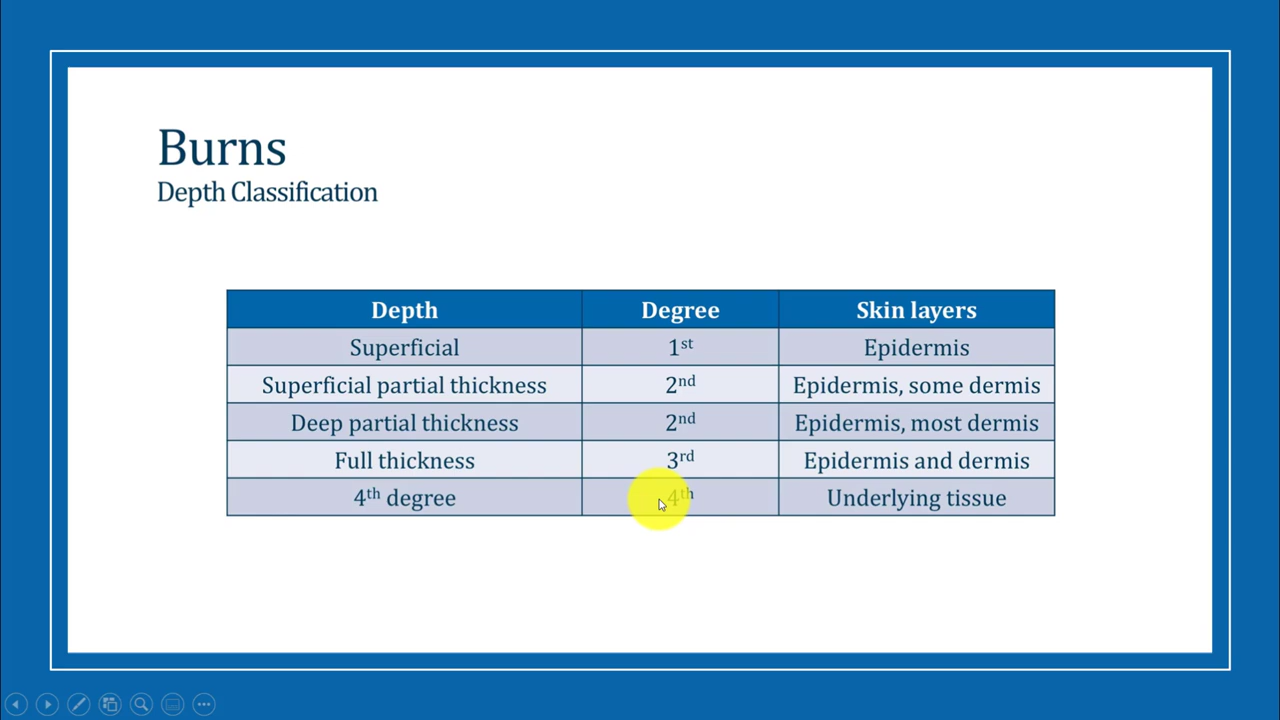 Burns
Depth Classification
Depth Degree Skin layers
Superficial 1st Epidermis
Superficial partial thickness 2nd Epidermis, some dermis
Deep partial thickness 2nd Epidermis, most dermis
Full thickness 3rd Epidermis and dermis
4th degree 4th Underlying tissue